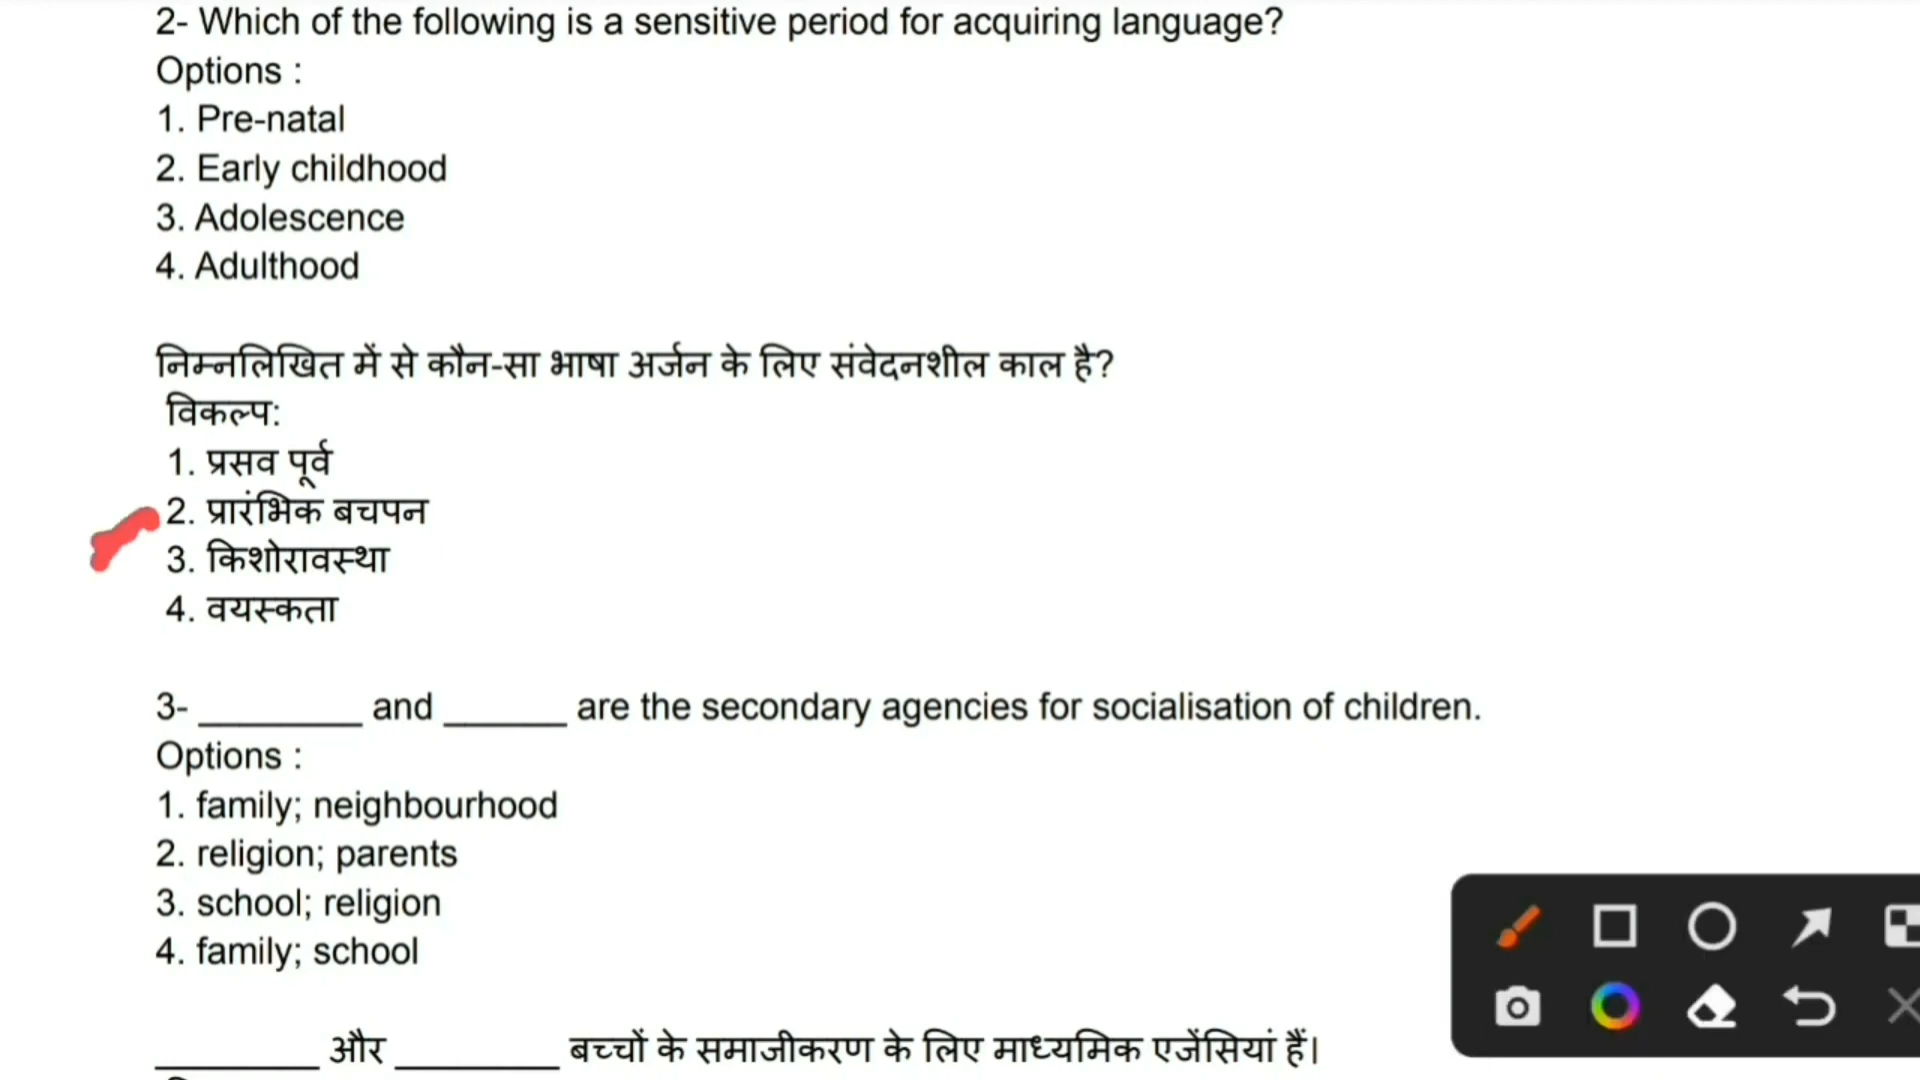 2- Which of the following is a sensitive period for acquiring language?
Options :
1. Pre-natal
2. Early childhood
3. Adolescence
4. Adulthood
निम्नलिखित में से कौन-सा भाषा अर्जन के लिए संवेदनशील काल है?
विकल्प:
1. प्रसव पूर्व
2. प्रारंभिक बचपन
3. किशोरावस्था
4. वयस्कता
3- ________ and ______ are the secondary agencies for socialisation of children.
Options :
1. family; neighbourhood
2. religion; parents
3. school; religion
4. family; school
________ और ________ बच्चों के समाजीकरण के लिए माध्यमिक एजेंसियां हैं।